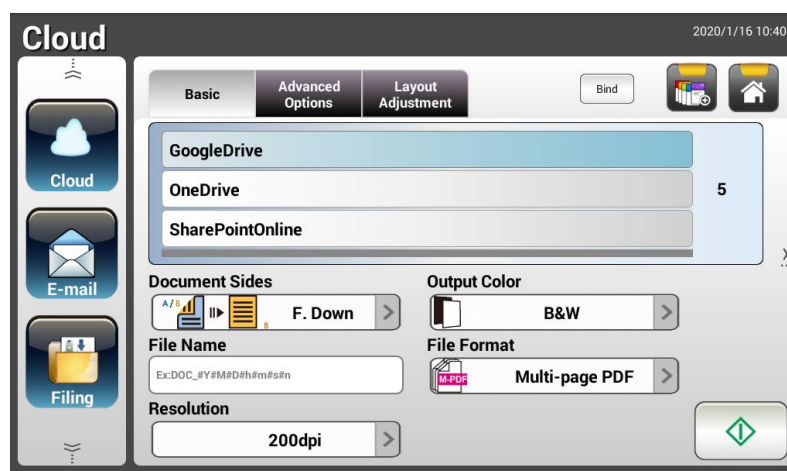 Cloud
2020/1/16 10:40
Cloud
E-mail
Filing
Basic
Advanced
Options
Layout
Adjustment
Bind
GoogleDrive
OneDrive
SharePointOnline
5
Document Sides
A/B
B
F. Down
Output Color
B&W
File Name
Ex:DOC_#Y#M#D#h#m#s#n
File Format
M-PDF
Multi-page PDF
Resolution
200dpi